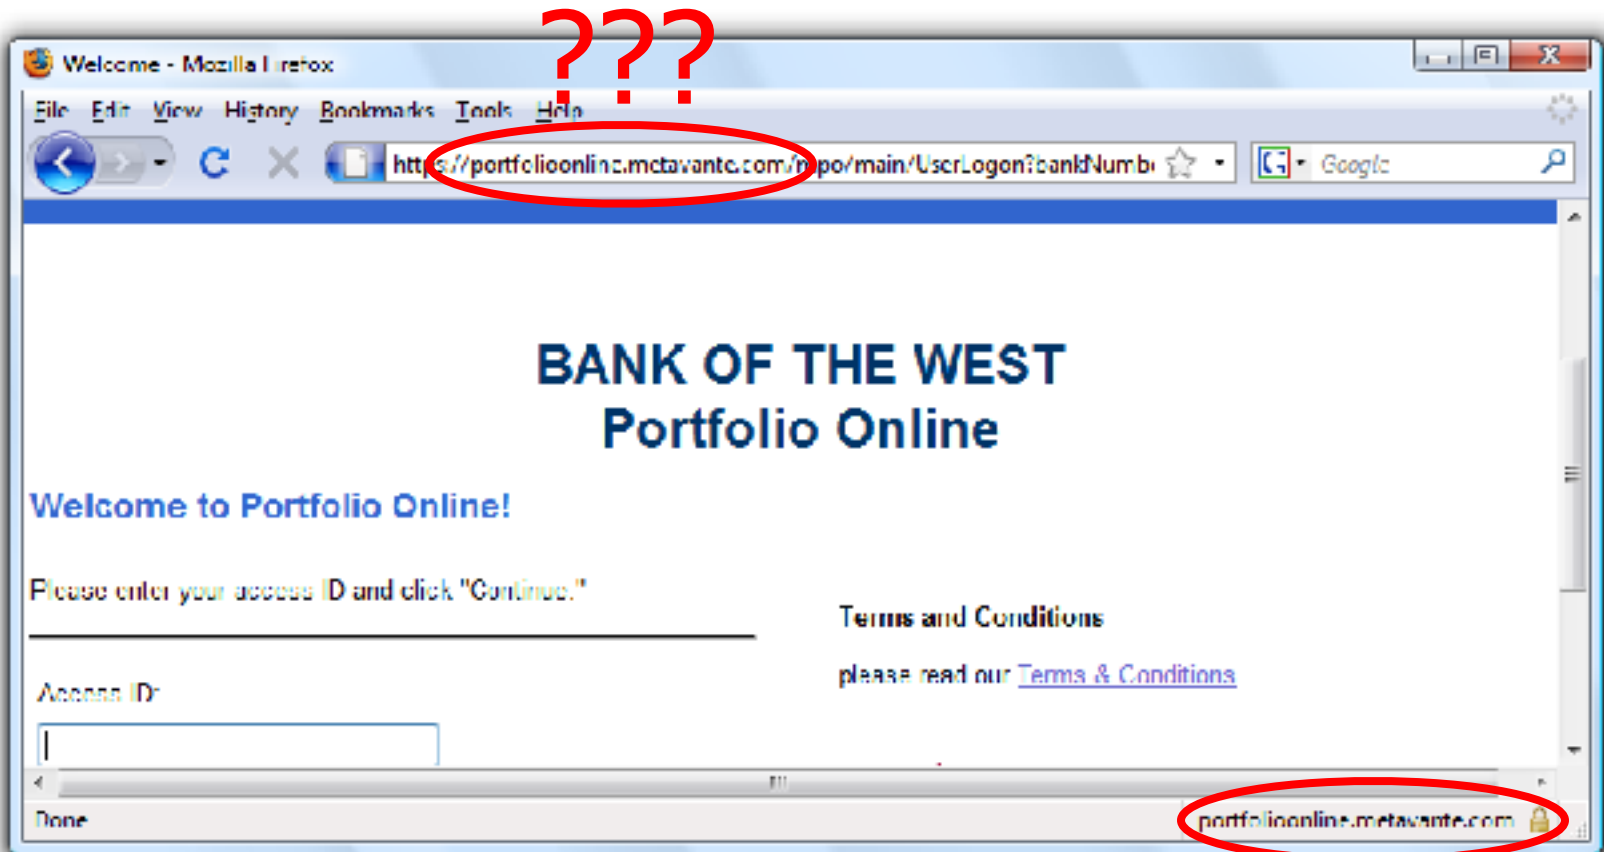 ???
Welcome - Mozilla Firefox
File Edit View History Bookmarks Tools Help
https://portfolioonline.metavante.com/mpo/main/UserLogon?bankNumb
Google
BANK OF THE WEST
Portfolio Online
Welcome to Portfolio Online!
Please enter your access ID and click "Continue."
Terms and Conditions
please read our Terms & Conditions
Access ID:
Done
portfolioonline.metavante.com